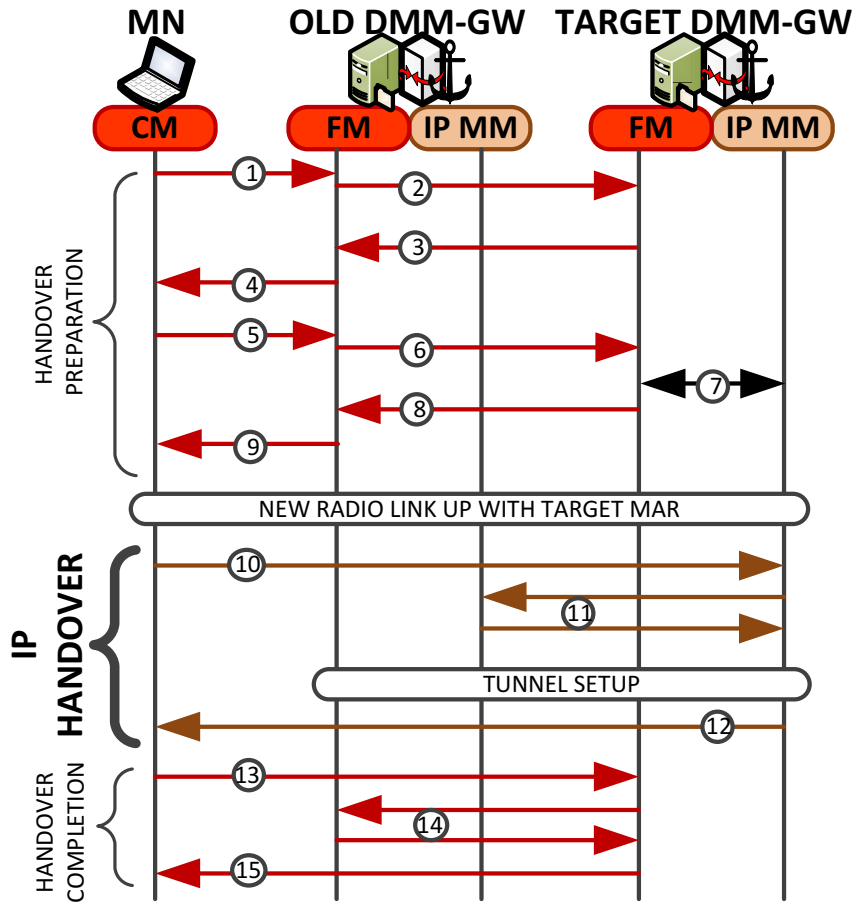 MN
OLD DMM-GW
TARGET DMM-GW
CM
FM
IP MM
FM
IP MM
HANDOVER
PREPARATION
1
2
3
4
5
6
7
8
9
NEW RADIO LINK UP WITH TARGET MAR
IP
HANDOVER
10
11
TUNNEL SETUP
12
HANDOVER
COMPLETION
13
14
15